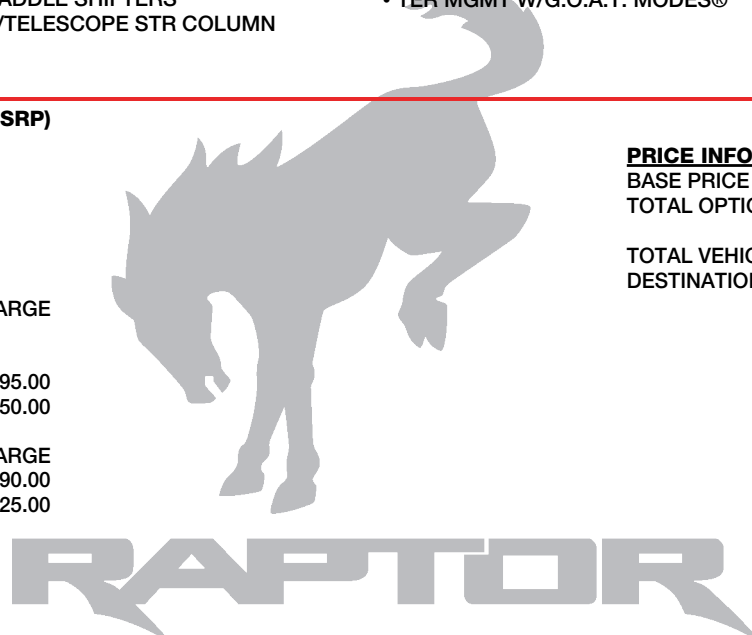 ADDLE SHIFTERS
/TELESCOPE STR COLUMN
• TER MGMT W/G.O.A.T. MODES®
SRP)
ARGE
95.00
50.00
ARGE
90.00
25.00
PRICE INFO
BASE PRICE
TOTAL OPTIO
TOTAL VEHIC
DESTINATION
RAPTOR